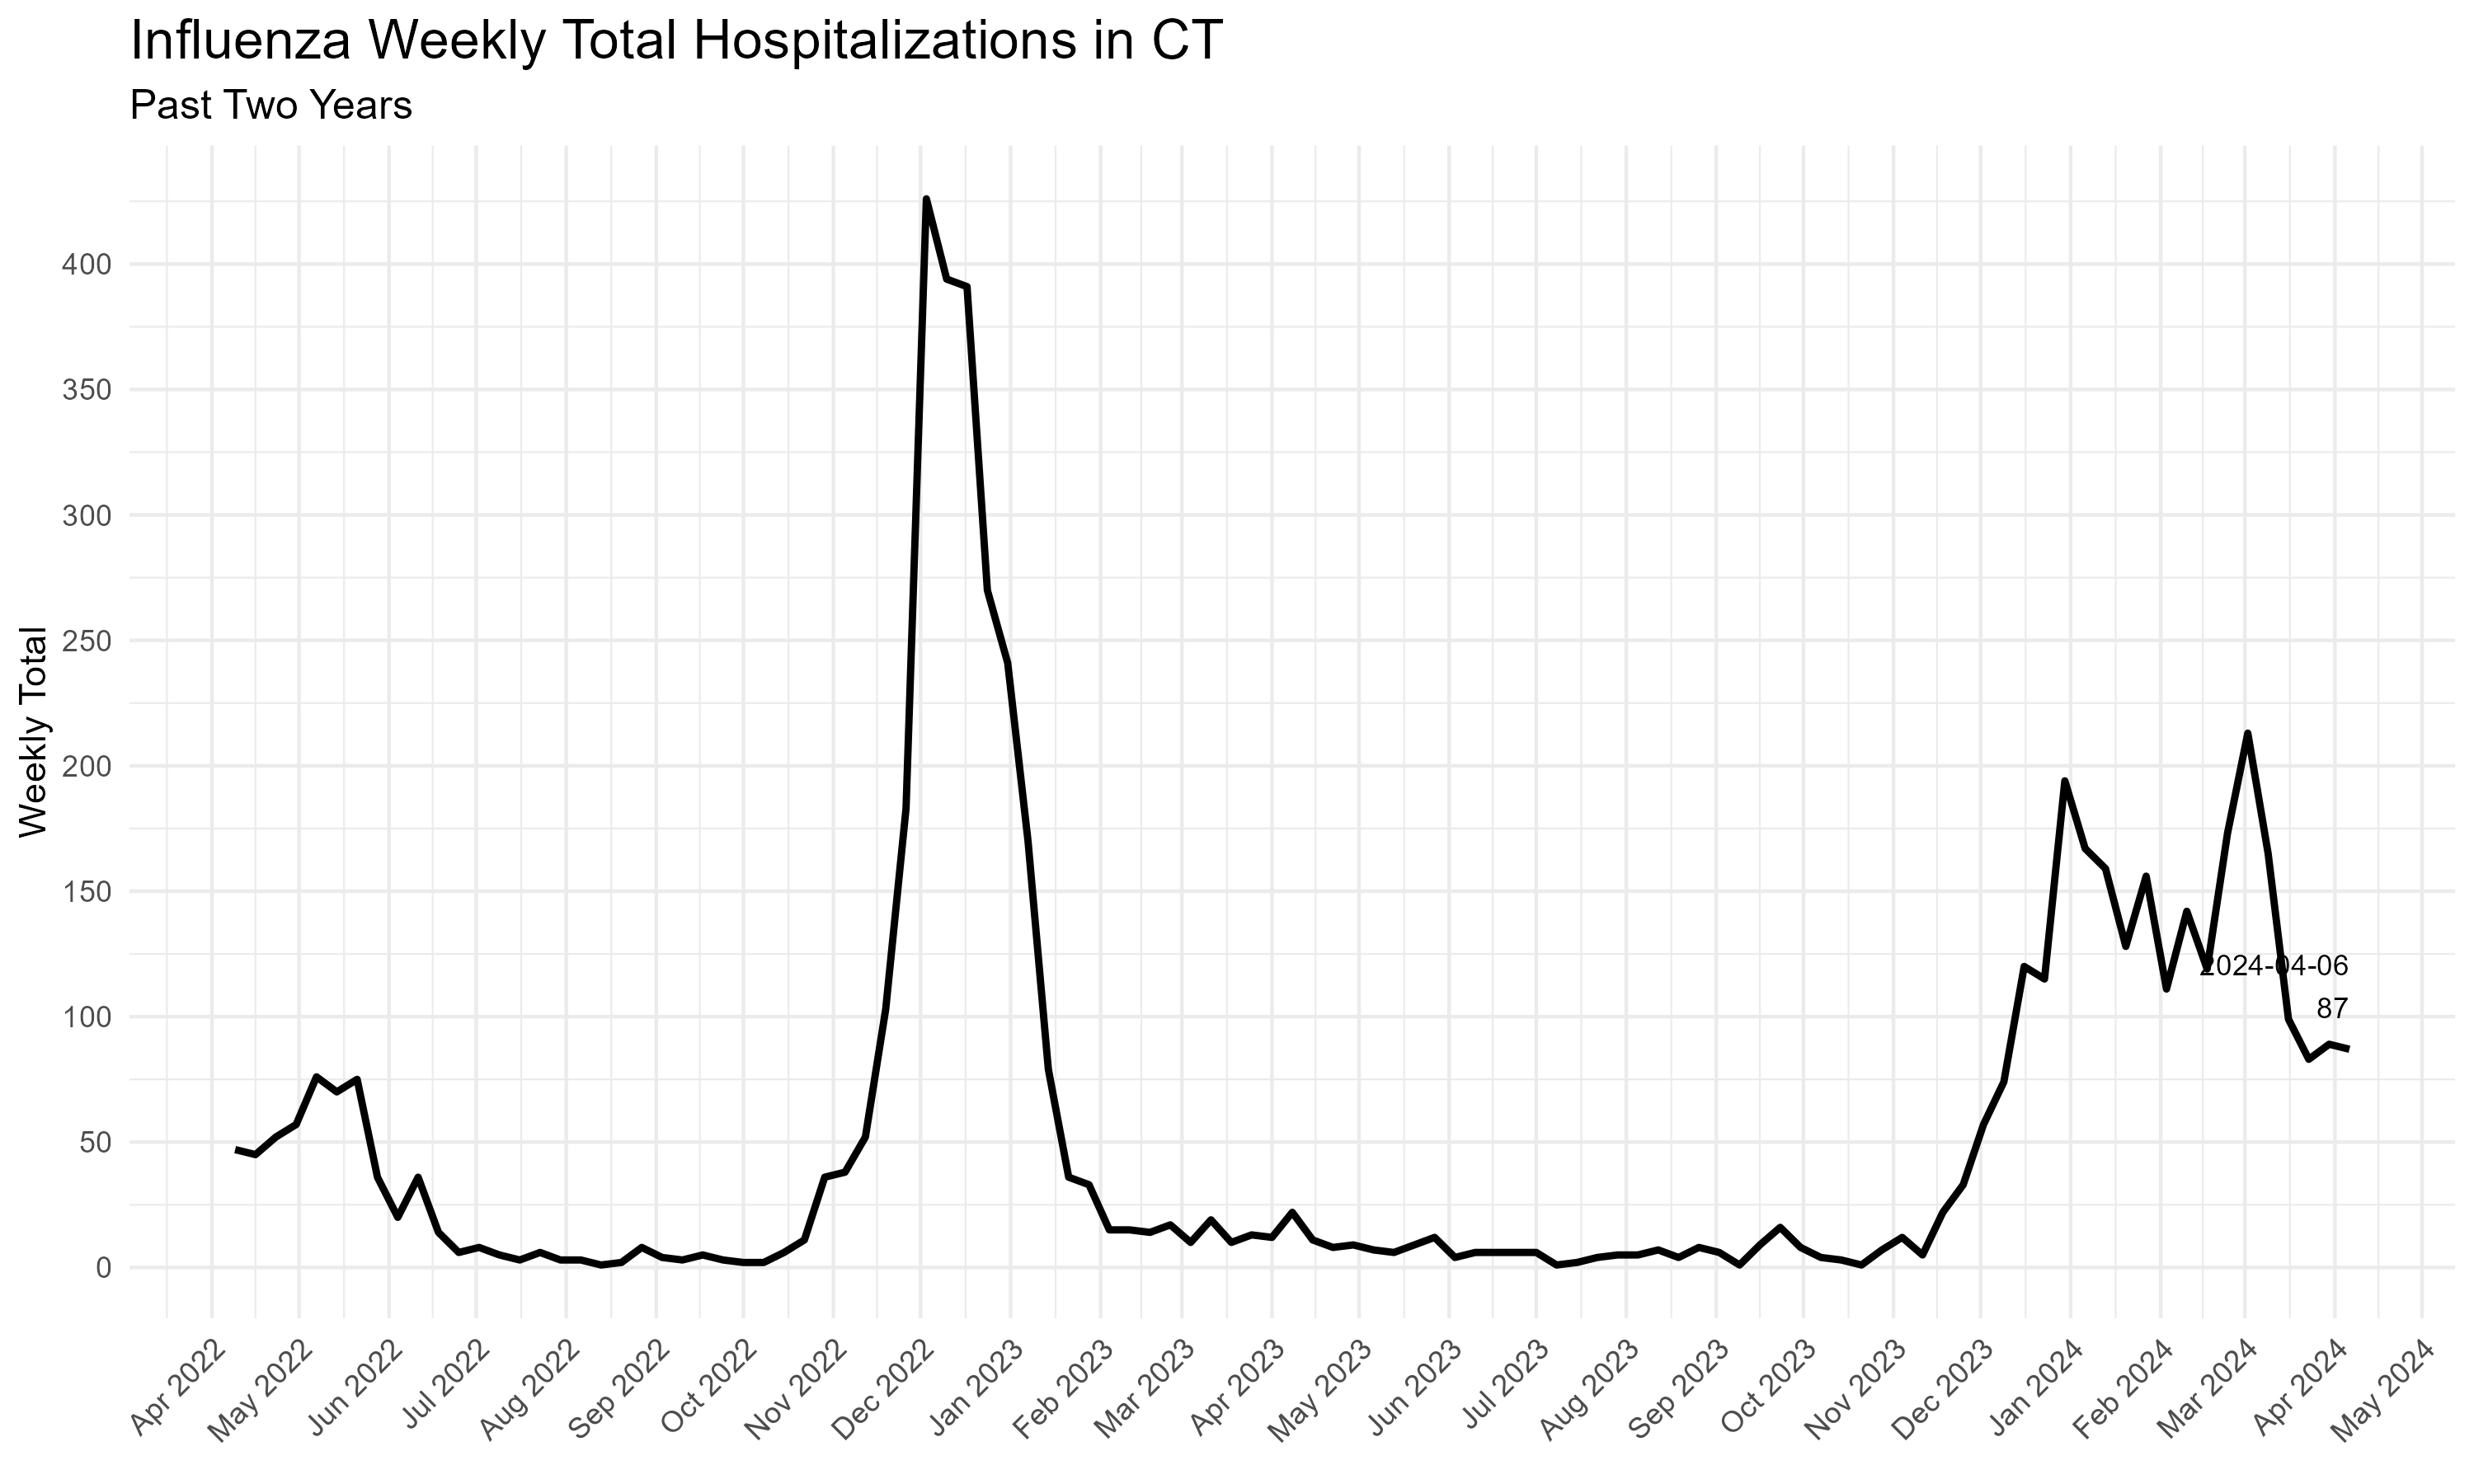 Influenza Weekly Total Hospitalizations in CT
Past Two Years
Weekly Total
400
350
300
250
200
150
100
50
0
2024-04-06
87
Apr 2022
May 2022
Jun 2022
Jul 2022
Aug 2022
Sep 2022
Oct 2022
Nov 2022
Dec 2022
Jan 2023
Feb 2023
Mar 2023
Apr 2023
May 2023
Jun 2023
Jul 2023
Aug 2023
Sep 2023
Oct 2023
Nov 2023
Dec 2023
Jan 2024
Feb 2024
Mar 2024
Apr 2024
May 2024